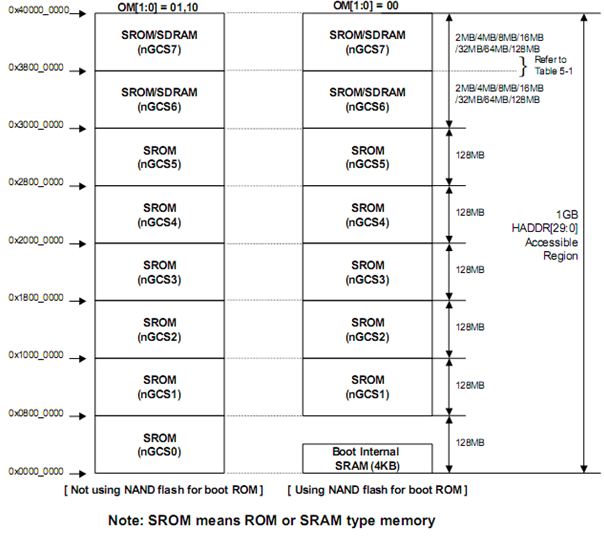 OM[1:0] = 01,10
OM[1:0] = 00
0x40000_0000
SROM/SDRAM
(nGCS7)
SROM/SDRAM
(nGCS7)
2MB/4MB/8MB/16MB
/32MB/64MB/128MB
Refer to
Table 5-1
0x3800_0000
SROM/SDRAM
(nGCS6)
SROM/SDRAM
(nGCS6)
2MB/4MB/8MB/16MB
/32MB/64MB/128MB
0x3000_0000
SROM
(nGCS5)
SROM
(nGCS5)
128MB
0x2800_0000
SROM
(nGCS4)
SROM
(nGCS4)
128MB
1GB
HADDR[29:0]
Accessible
Region
0x2000_0000
SROM
(nGCS3)
SROM
(nGCS3)
128MB
0x1800_0000
SROM
(nGCS2)
SROM
(nGCS2)
128MB
0x1000_0000
SROM
(nGCS1)
SROM
(nGCS1)
128MB
0x0800_0000
SROM
(nGCS0)
Boot Internal
SRAM (4KB)
128MB
0x0000_0000
[ Not using NAND flash for boot ROM ]
[ Using NAND flash for boot ROM ]
Note: SROM means ROM or SRAM type memory